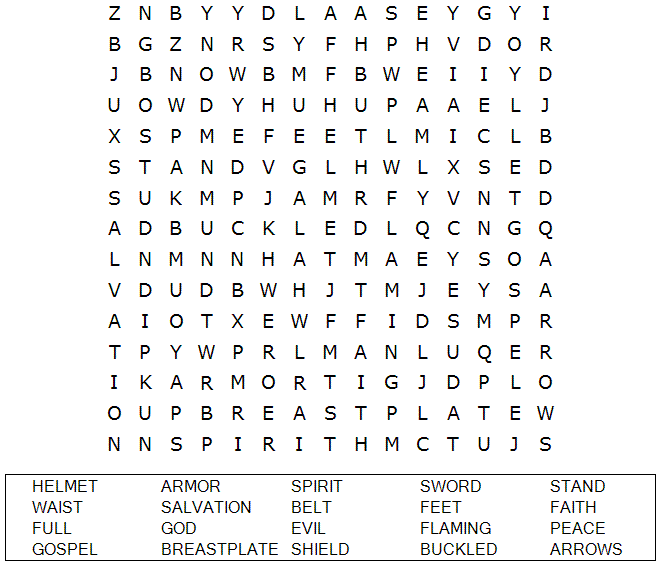 Z N B Y Y D L A A S E Y G Y I
B G Z N R S Y F H P H V D O R
J B N O W B M F B W E I I Y D
U O W D Y H U H U P A A E L J
X S P M E F E E T L M I C L B
S T A N D V G L H W L X S E D
S U K M P J A M R F Y V N T D
A D B U C K L E D L Q C N G Q
L N M N N H A T M A E Y S O A
V D U D B W H J T M J E Y S A
A I O T X E W F F I D S M P R
T P Y W P R L M A N L U Q E R
I K A R M O R T I G J D P L O
O U P B R E A S T P L A T E W
N N S P I R I T H M C T U J S
HELMET ARMOR SPIRIT SWORD STAND
WAIST SALVATION BELT FEET FAITH
FULL GOD EVIL FLAMING PEACE
GOSPEL BREASTPLATE SHIELD BUCKLED ARROWS